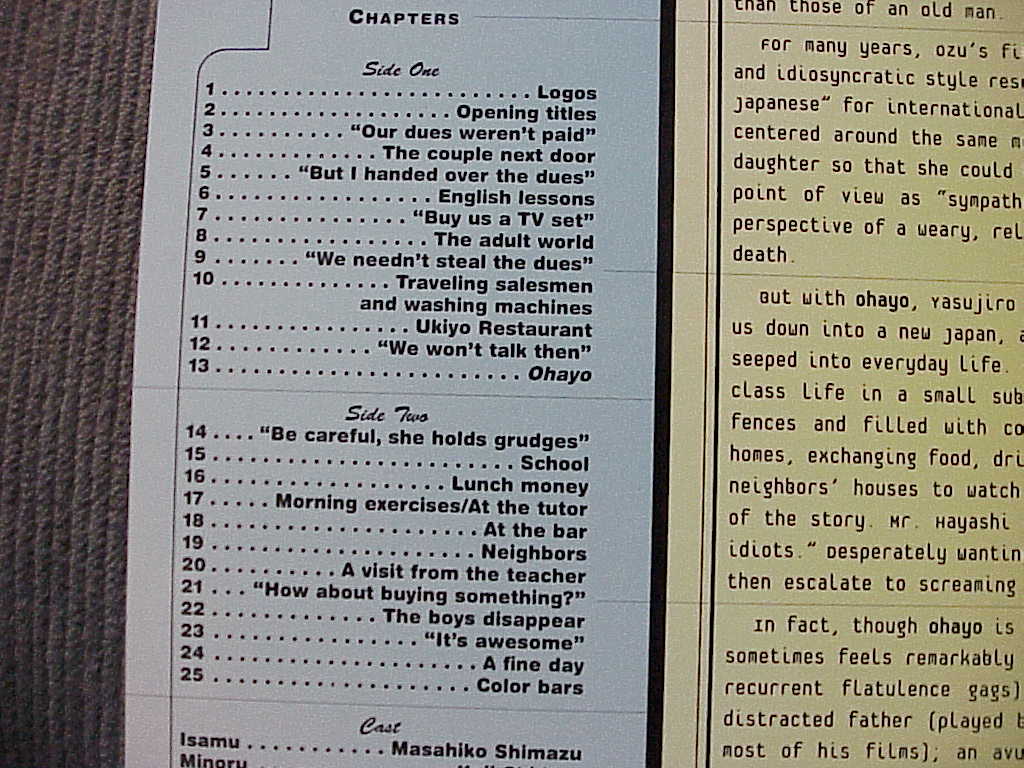 CHAPTERS
Side One
1 . . . . . . . . . . . . . . . . . . . . . . . . . Logos
2 . . . . . . . . . . . . . . . . . . . Opening titles
3 . . . . . . . . . . . "Our dues weren't paid"
4 . . . . . . . . . . . . . The couple next door
5 . . . . . . "But I handed over the dues"
6 . . . . . . . . . . . . . . . . . English lessons
7 . . . . . . . . . . . . . . . "Buy us a TV set"
8 . . . . . . . . . . . . . . . . . The adult world
9 . . . . . . . "We needn't steal the dues"
10 . . . . . . . . . . . . . . Traveling salesmen
and washing machines
11 . . . . . . . . . . . . . . . . Ukiyo Restaurant
12 . . . . . . . . . . . . "We won't talk then"
13 . . . . . . . . . . . . . . . . . . . . . . . . Ohayo
Side Two
14 . . . . "Be careful, she holds grudges"
15 . . . . . . . . . . . . . . . . . . . . . . . . School
16 . . . . . . . . . . . . . . . . . . Lunch money
17 . . . . . Morning exercises/At the tutor
18 . . . . . . . . . . . . . . . . . . . . . At the bar
19 . . . . . . . . . . . . . . . . . . . . . Neighbors
20 . . . . . . . . . . A visit from the teacher
21 . . . "How about buying something?"
22 . . . . . . . . . . . . . The boys disappear
23 . . . . . . . . . . . . . . . . "It's awesome"
24 . . . . . . . . . . . . . . . . . . . . . A fine day
25 . . . . . . . . . . . . . . . . . . . . Color bars
Cast
Isamu . . . . . . . . . . . Masahiko Shimazu
Minoru
than those of an old man.
For many years, Ozu's
and idiosyncratic style
Japanese" for international
centered around the same
daughter so that she could
point of view as
perspective of a weary,
death.
But with ohayo, Yasujiro
us down into a new Japan,
seeped into everyday life.
class life in a small
fences and filled with
homes, exchanging food,
neighbors' houses to watch
of the story. Mr. Hayashi
idiots." Desperately
then escalate to screaming
In fact, though ohayo is
sometimes feels remarkably
recurrent flatulence gags)
distracted father (played
most of his films); an